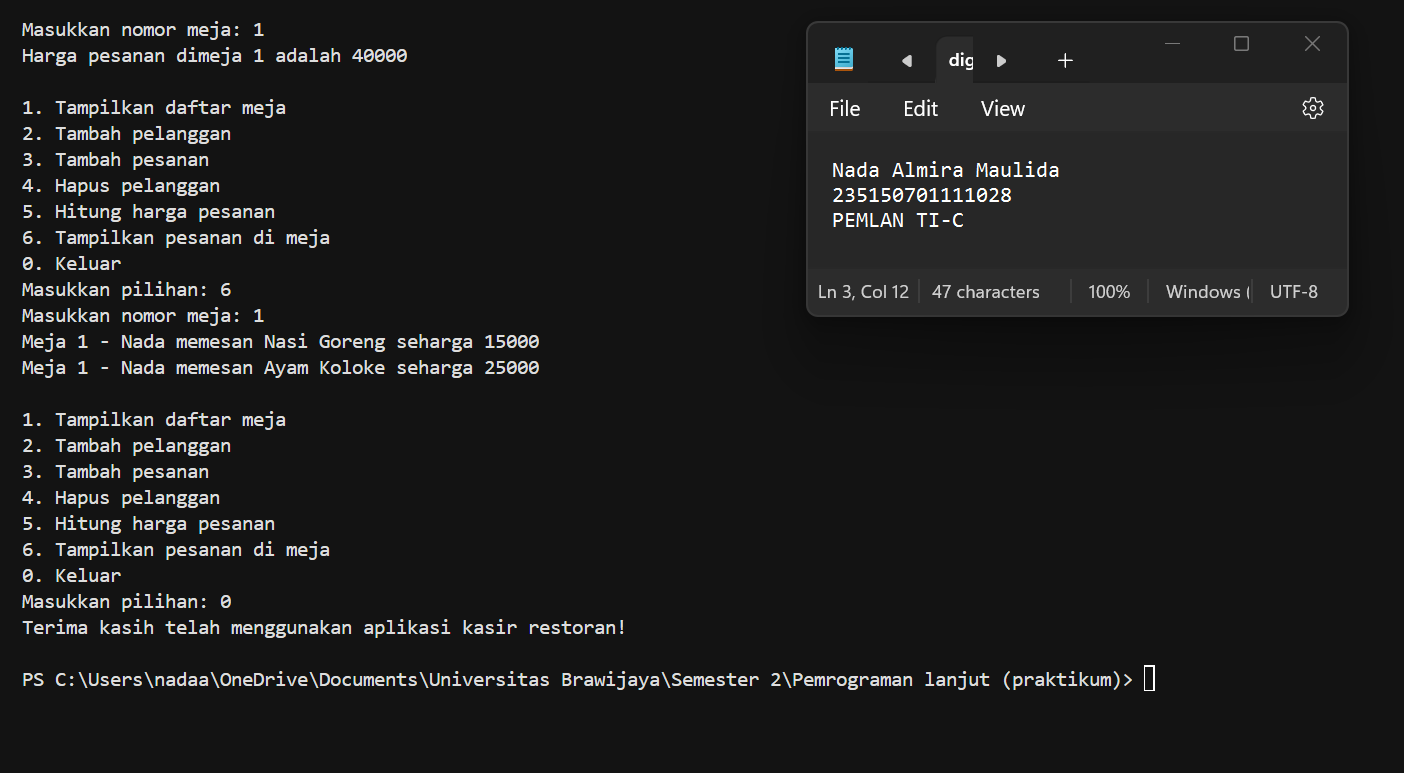 Masukkan nomor meja: 1
Harga pesanan dimeja 1 adalah 40000
1. Tampilkan daftar meja
2. Tambah pelanggan
3. Tambah pesanan
4. Hapus pelanggan
5. Hitung harga pesanan
6. Tampilkan pesanan di meja
0. Keluar
Masukkan pilihan: 6
Masukkan nomor meja: 1
Meja 1 - Nada memesan Nasi Goreng seharga 15000
Meja 1 - Nada memesan Ayam Koloke seharga 25000
1. Tampilkan daftar meja
2. Tambah pelanggan
3. Tambah pesanan
4. Hapus pelanggan
5. Hitung harga pesanan
6. Tampilkan pesanan di meja
0. Keluar
Masukkan pilihan: 0
Terima kasih telah menggunakan aplikasi kasir restoran!
PS C:\Users\nadaa\OneDrive\Documents\Universitas Brawijaya\Semester 2\Pemrograman lanjut (praktikum)>
dig
File Edit View
Nada Almira Maulida
235150701111028
PEMLAN TI-C
Ln 3, Col 12 47 characters 100% Windows ( UTF-8